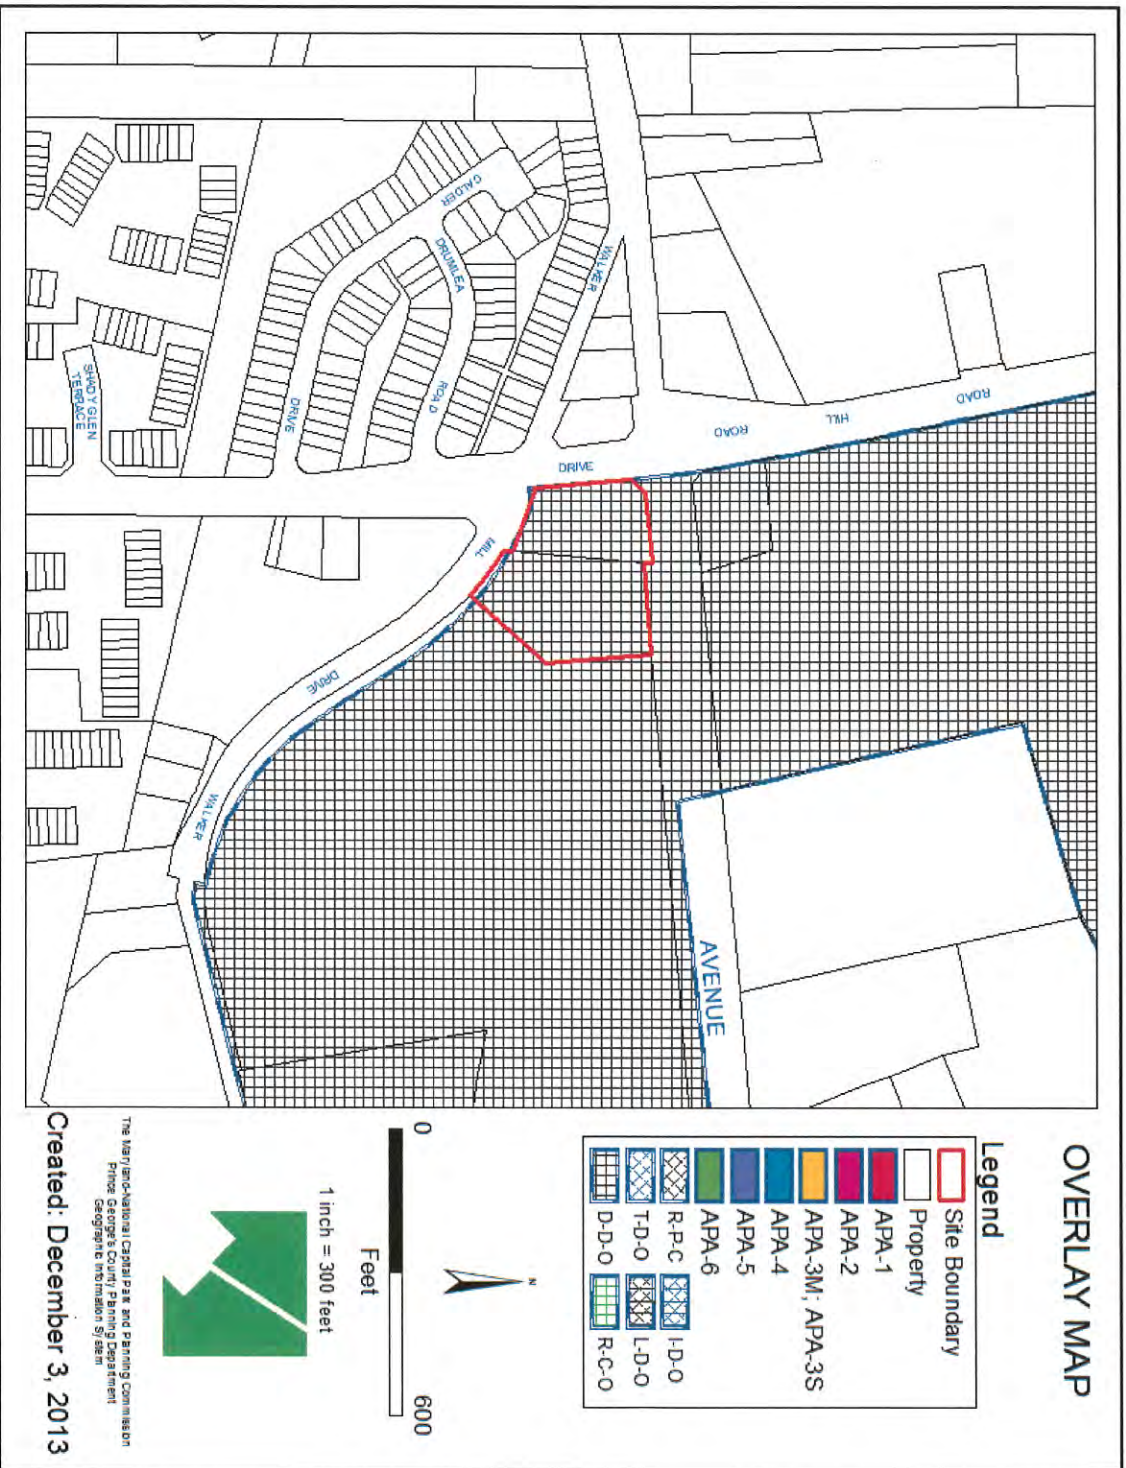 OVERLAY MAP
Legend
Site Boundary
Property
APA-1
APA-2
APA-3M; APA-3S
APA-4
APA-5
APA-6
R-P-C
I-D-O
T-D-O
L-D-O
D-D-O
R-C-O
N
0
600
Feet
1 inch = 300 feet
The Maryland-National Capital Park and Planning Commission
Prince George's County Planning Department
Geographic Information System
Created: December 3, 2013
ROAD
HILL
ROAD
DRIVE
WALKER
CALDER
DRUMLEA
ROAD
DRIVE
SHADY GLEN
TERRACE
MILL
DRIVE
WALKER
AVENUE